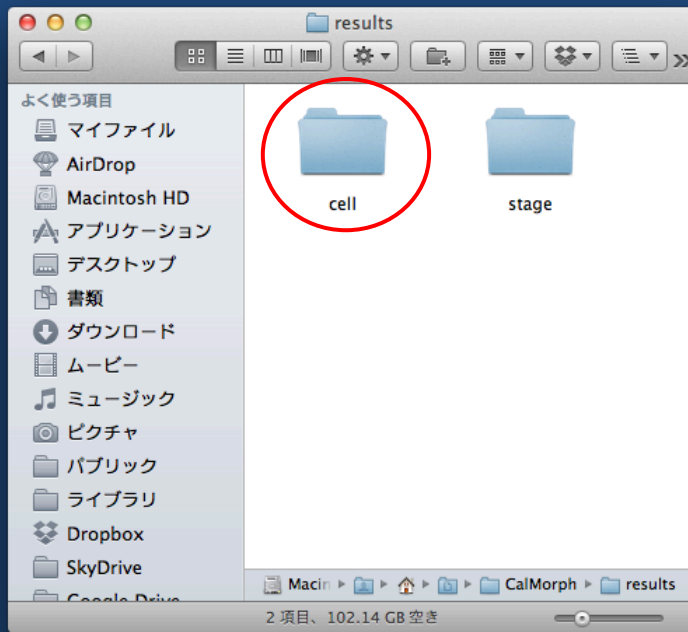 results
よく使う項目
マイファイル
AirDrop
Macintosh HD
アプリケーション
デスクトップ
書類
ダウンロード
ムービー
ミュージック
ピクチャ
パブリック
ライブラリ
Dropbox
SkyDrive
Google Drive
cell
stage
Macin
CalMorph
results
2 項目、102.14 GB 空き